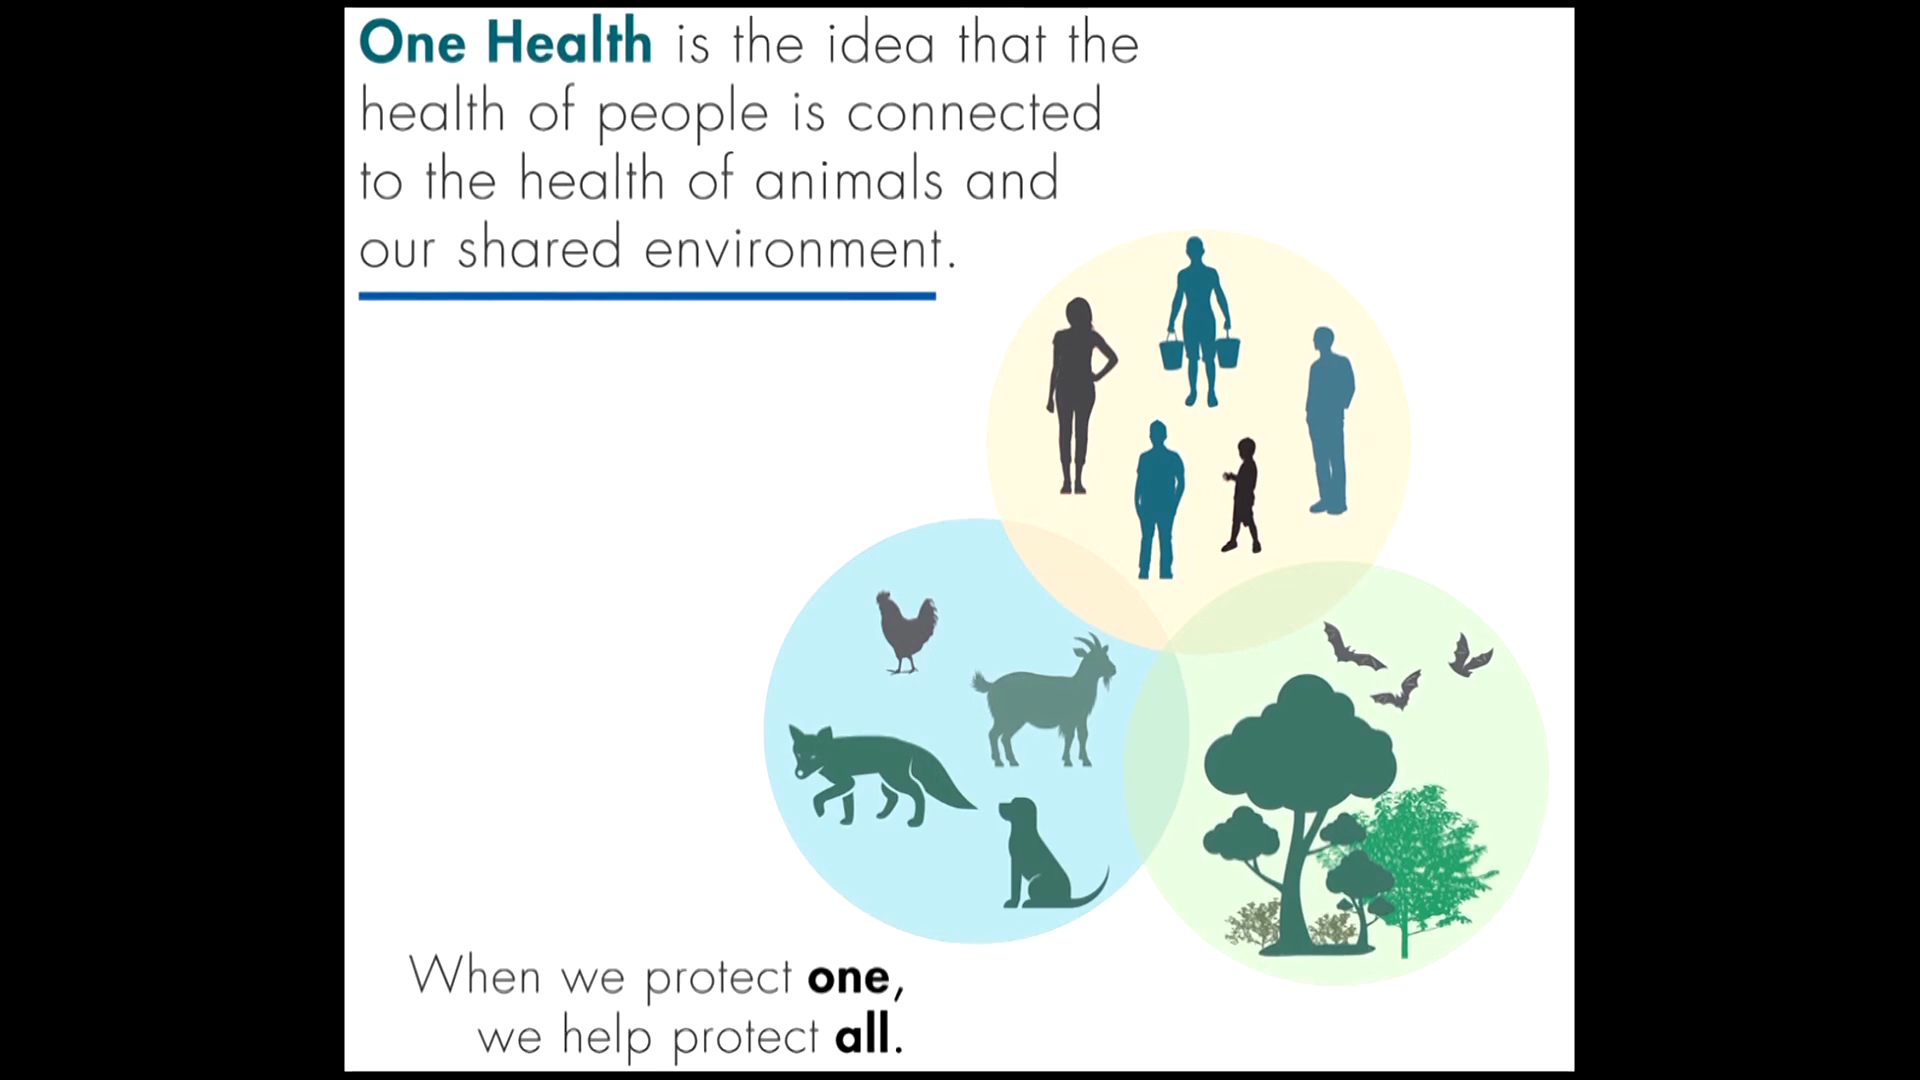 One Health is the idea that the
health of people is connected
to the health of animals and
our shared environment.
When we protect one,
we help protect all.